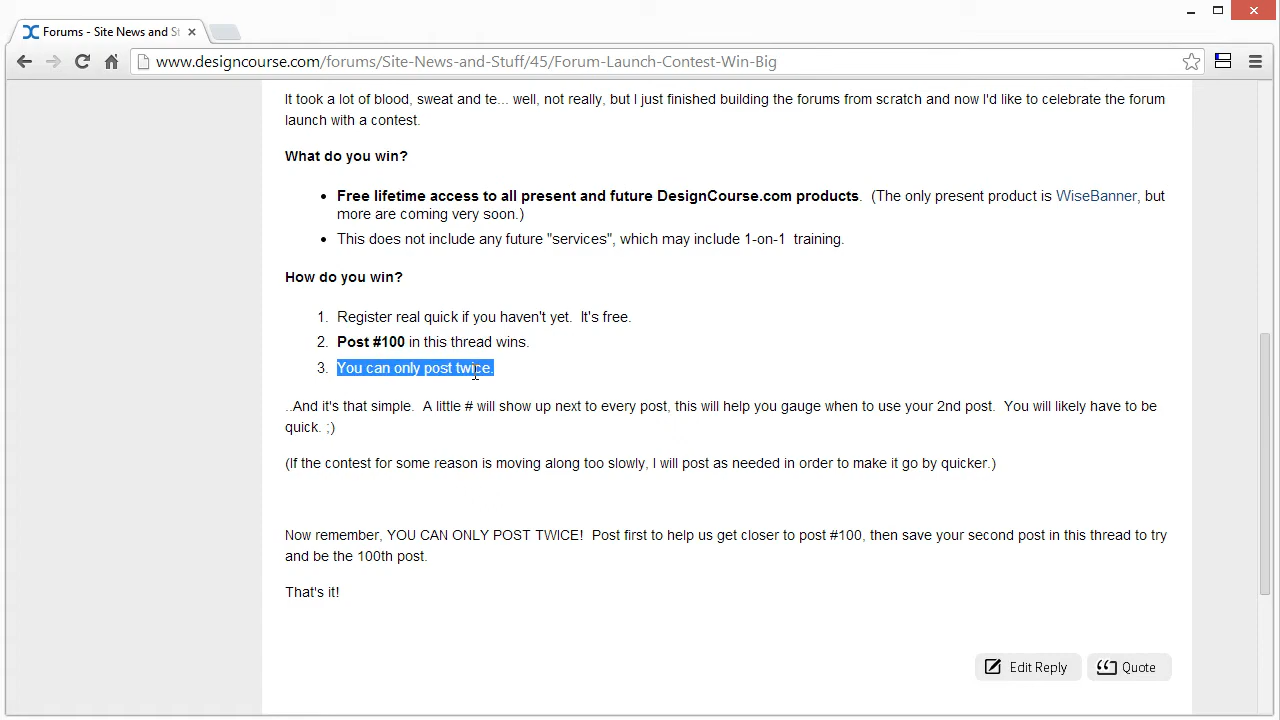 Forums - Site News and St
www.designcourse.com/forums/Site-News-and-Stuff/45/Forum-Launch-Contest-Win-Big
It took a lot of blood, sweat and te... well, not really, but I just finished building the forums from scratch and now I'd like to celebrate the forum
launch with a contest.
What do you win?
• Free lifetime access to all present and future DesignCourse.com products.  (The only present product is WiseBanner, but
more are coming very soon.)
• This does not include any future "services", which may include 1-on-1  training.
How do you win?
1. Register real quick if you haven't yet.  It's free.
2. Post #100 in this thread wins.
3. You can only post twice.
..And it's that simple.  A little # will show up next to every post, this will help you gauge when to use your 2nd post.  You will likely have to be
quick. ;)
(If the contest for some reason is moving along too slowly, I will post as needed in order to make it go by quicker.)
Now remember, YOU CAN ONLY POST TWICE!  Post first to help us get closer to post #100, then save your second post in this thread to try
and be the 100th post.
That's it!
Edit Reply
Quote